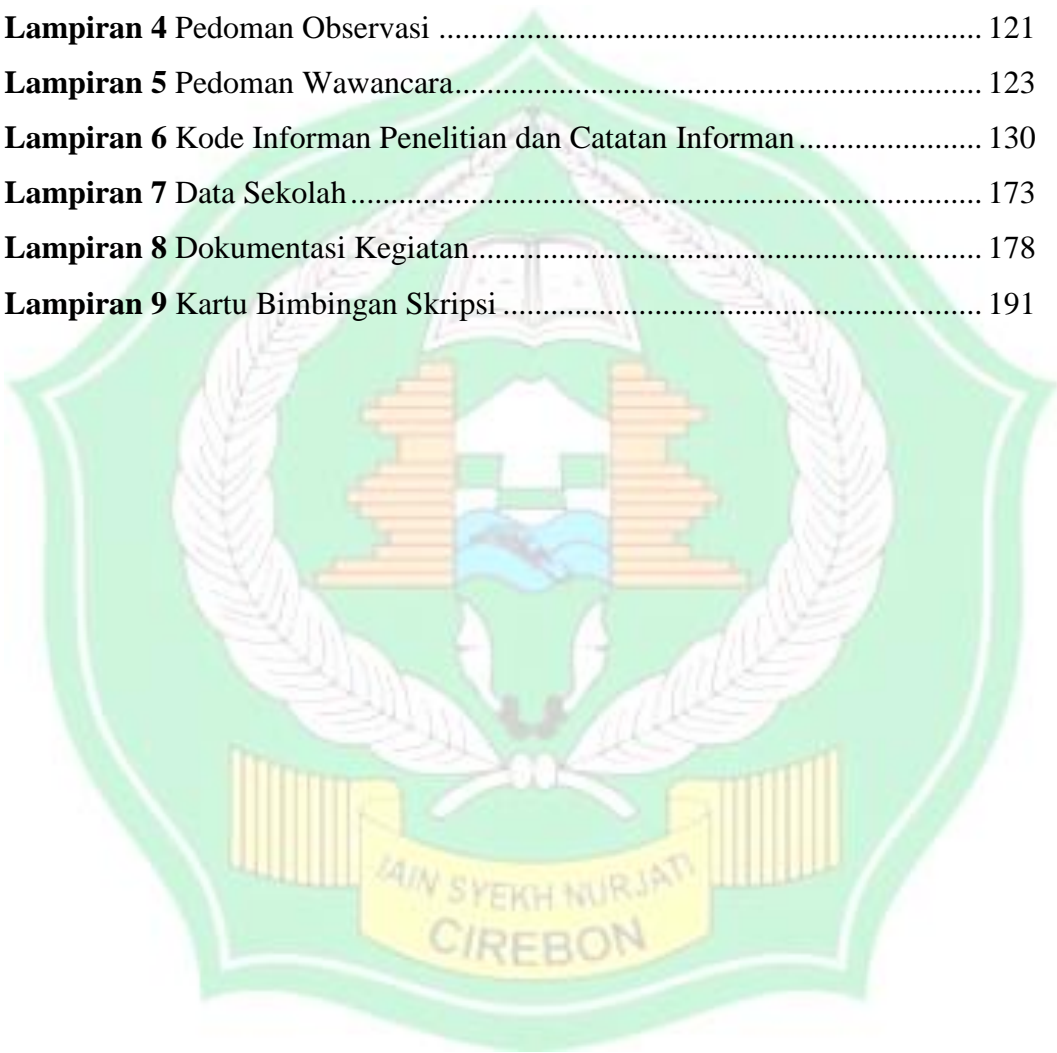 Lampiran 4 Pedoman Observasi ................................................................. 121
Lampiran 5 Pedoman Wawancara............................................................... 123
Lampiran 6 Kode Informan Penelitian dan Catatan Informan ...................... 130
Lampiran 7 Data Sekolah ............................................................................ 173
Lampiran 8 Dokumentasi Kegiatan............................................................. 178
Lampiran 9 Kartu Bimbingan Skripsi ......................................................... 191
IAIN SYEKH NURJATI
CIREBON